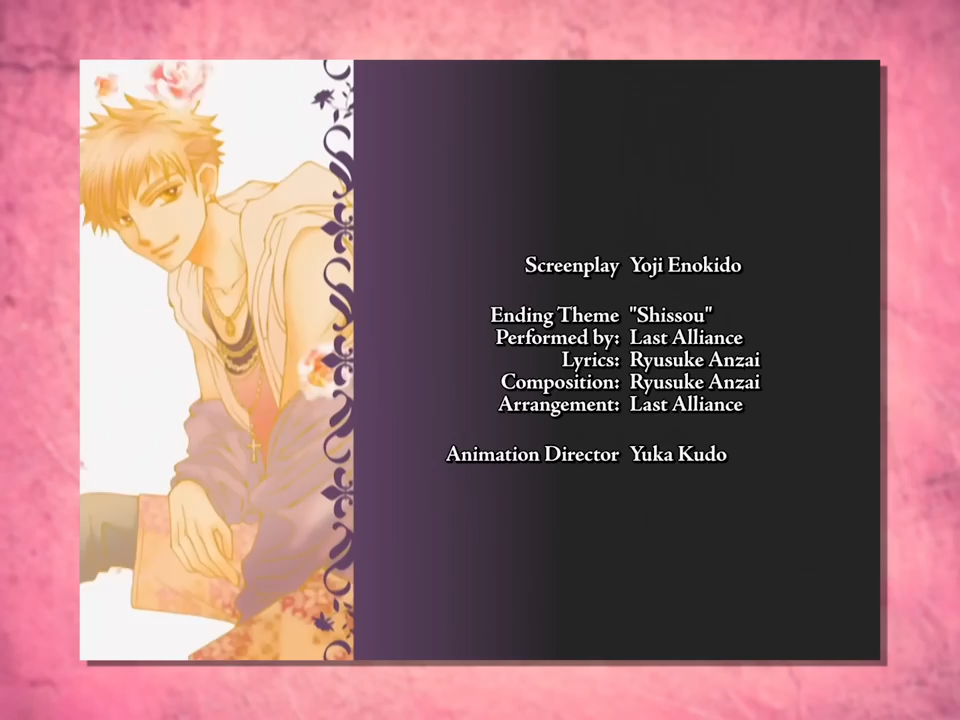 Screenplay Yoji Enokido
Ending Theme "Shissou"
Performed by: Last Alliance
Lyrics: Ryusuke Anzai
Composition: Ryusuke Anzai
Arrangement: Last Alliance
Animation Director Yuka Kudo